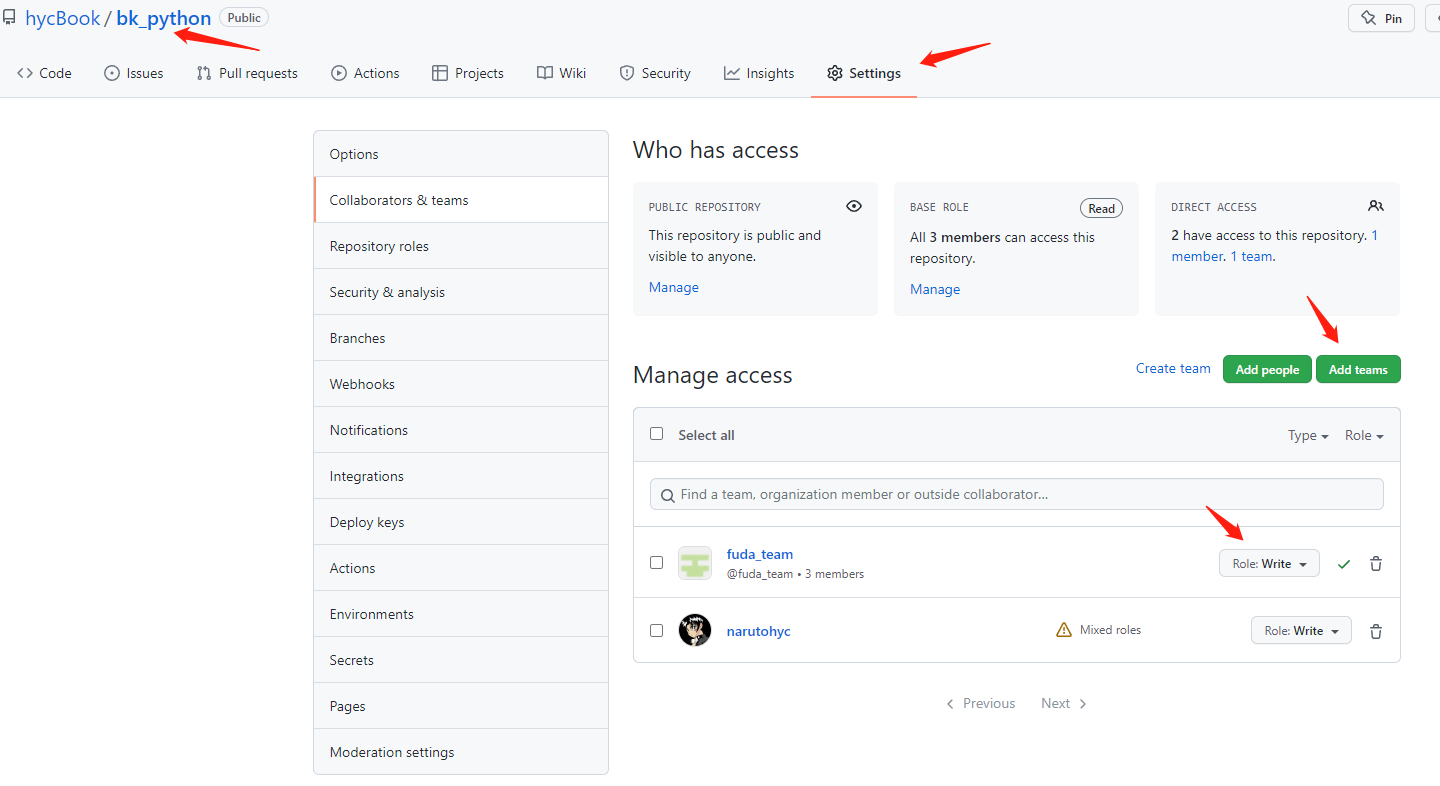 hycBook / bk_python Public
Pin
Code Issues Pull requests Actions Projects Wiki Security Insights Settings
Options
Collaborators & teams
Repository roles
Security & analysis
Branches
Webhooks
Notifications
Integrations
Deploy keys
Actions
Environments
Secrets
Pages
Moderation settings
Who has access
PUBLIC REPOSITORY
This repository is public and
visible to anyone.
Manage
BASE ROLE Read
All 3 members can access this
repository.
Manage
DIRECT ACCESS
2 have access to this repository. 1
member. 1 team.
Manage access
Create team Add people Add teams
Select all Type Role
Find a team, organization member or outside collaborator...
fuda_team
@fuda_team • 3 members
Role: Write
narutohyc Mixed roles Role: Write
Previous Next